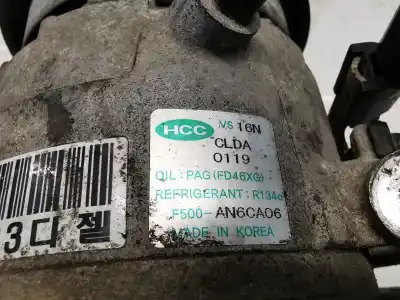 HCC VS 16N
CLDA
0119
OIL : PAG(FD46XG)
REFRIGERANT : R134a
F500-AN6CA06
MADE IN KOREA
3디젤